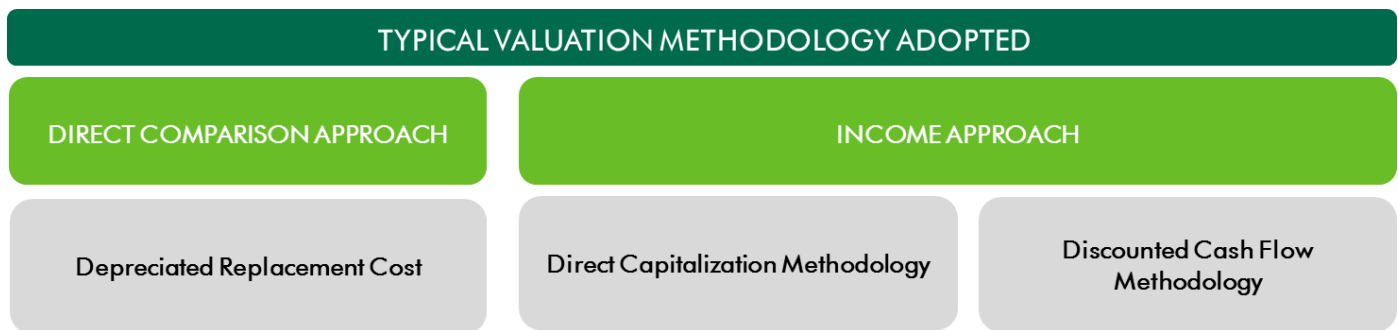 TYPICAL VALUATION METHODOLOGY ADOPTED
DIRECT COMPARISON APPROACH
INCOME APPROACH
Depreciated Replacement Cost
Direct Capitalization Methodology
Discounted Cash Flow
Methodology